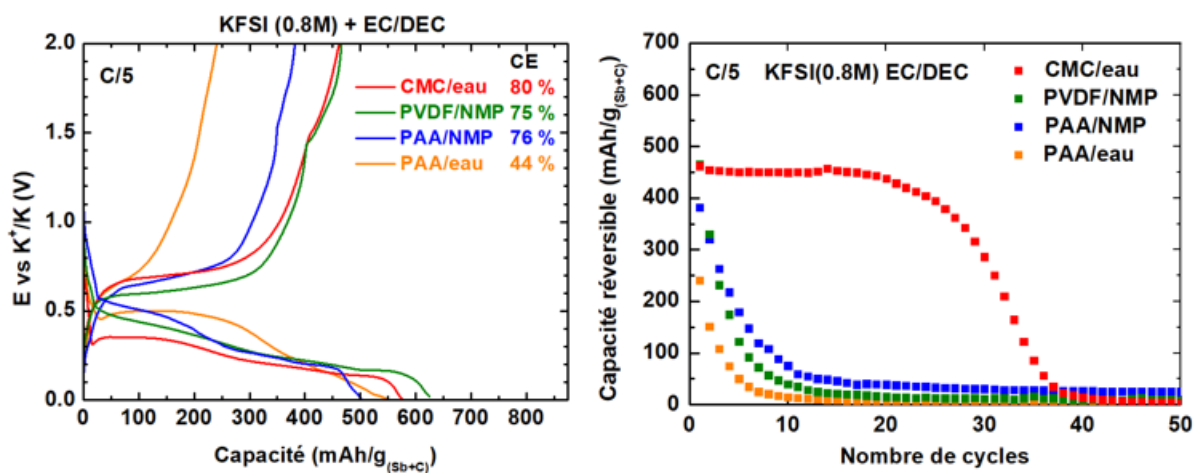 KFSI (0.8M) + EC/DEC
C/5
CE
CMC/eau 80 %
PVDF/NMP 75 %
PAA/NMP 76 %
PAA/eau 44 %
E vs K⁺/K (V)
2.0
1.5
1.0
0.5
0.0
0 100 200 300 400 500 600 700 800
Capacité (mAh/g(Sb+C))
C/5 KFSI(0.8M) EC/DEC
CMC/eau
PVDF/NMP
PAA/NMP
PAA/eau
Capacité réversible (mAh/g(Sb+C))
700
600
500
400
300
200
100
0
0 10 20 30 40 50
Nombre de cycles